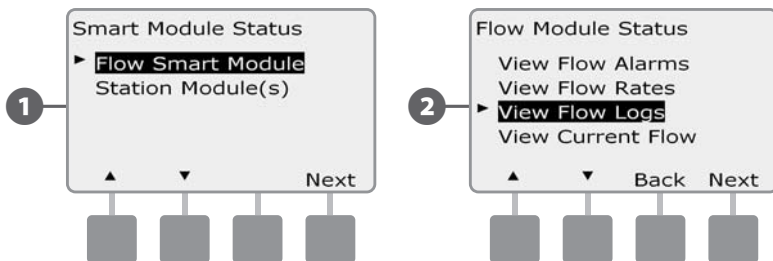 Smart Module Status
► Flow Smart Module
Station Module(s)
1
▲ ▼ Next
Flow Module Status
View Flow Alarms
View Flow Rates
► View Flow Logs
View Current Flow
2
▲ ▼ Back Next